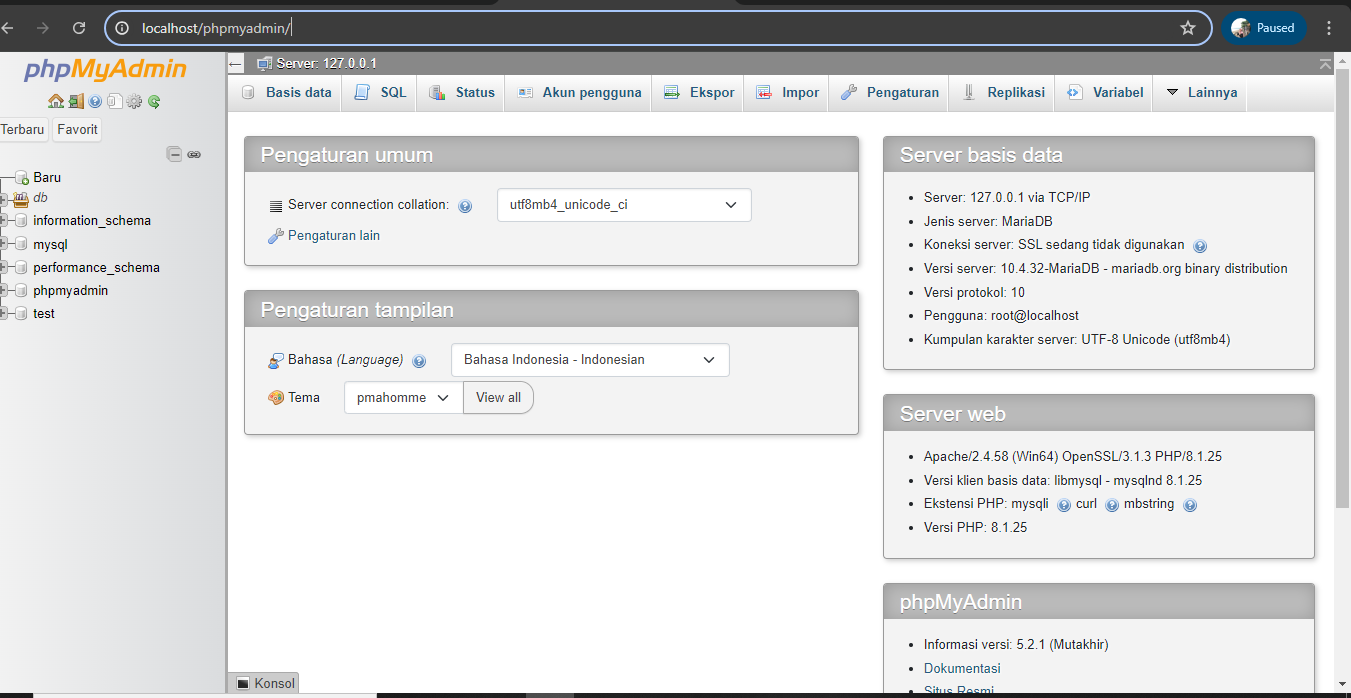 localhost/phpmyadmin/
Paused
phpMyAdmin
Terbaru Favorit
Baru
db
information_schema
mysql
performance_schema
phpmyadmin
test
Server: 127.0.0.1
Basis data SQL Status Akun pengguna Ekspor Impor Pengaturan Replikasi Variabel Lainnya
Pengaturan umum
Server connection collation: utf8mb4_unicode_ci
Pengaturan lain
Pengaturan tampilan
Bahasa (Language) Bahasa Indonesia - Indonesian
Tema pmahomme View all
Server basis data
Server: 127.0.0.1 via TCP/IP
Jenis server: MariaDB
Koneksi server: SSL sedang tidak digunakan
Versi server: 10.4.32-MariaDB - mariadb.org binary distribution
Versi protokol: 10
Pengguna: root@localhost
Kumpulan karakter server: UTF-8 Unicode (utf8mb4)
Server web
Apache/2.4.58 (Win64) OpenSSL/3.1.3 PHP/8.1.25
Versi klien basis data: libmysql - mysqlnd 8.1.25
Ekstensi PHP: mysqli curl mbstring
Versi PHP: 8.1.25
phpMyAdmin
Informasi versi: 5.2.1 (Mutakhir)
Dokumentasi
Situs Resmi
Konsol